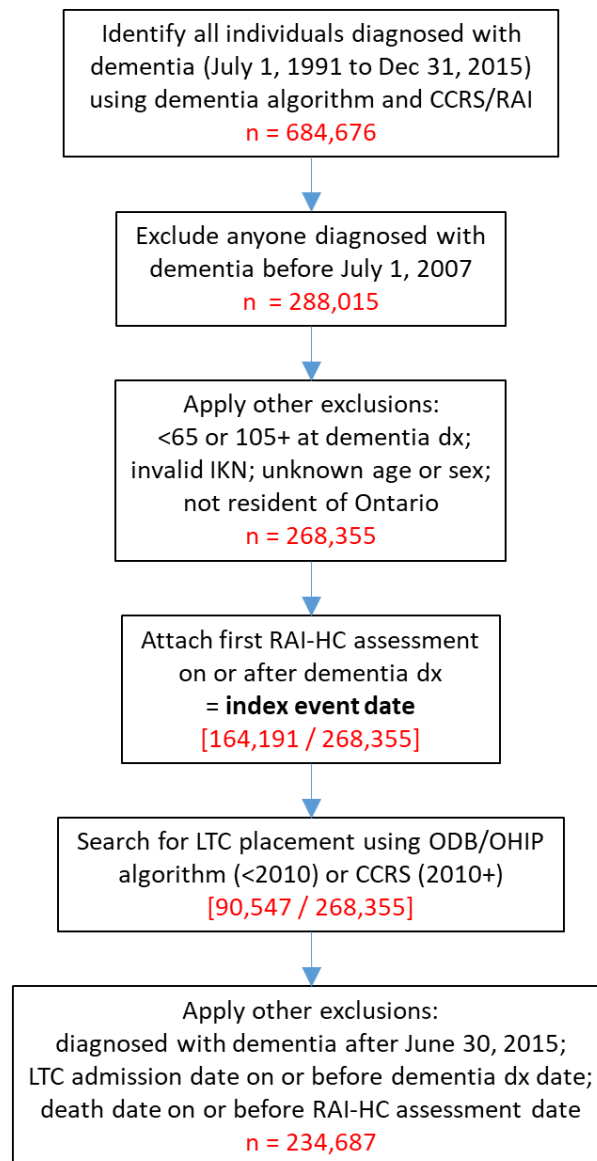 Identify all individuals diagnosed with
dementia (July 1, 1991 to Dec 31, 2015)
using dementia algorithm and CCRS/RAI
n = 684,676
Exclude anyone diagnosed with
dementia before July 1, 2007
n = 288,015
Apply other exclusions:
<65 or 105+ at dementia dx;
invalid IKN; unknown age or sex;
not resident of Ontario
n = 268,355
Attach first RAI-HC assessment
on or after dementia dx
= index event date
[164,191 / 268,355]
Search for LTC placement using ODB/OHIP
algorithm (<2010) or CCRS (2010+)
[90,547 / 268,355]
Apply other exclusions:
diagnosed with dementia after June 30, 2015;
LTC admission date on or before dementia dx date;
death date on or before RAI-HC assessment date
n = 234,687